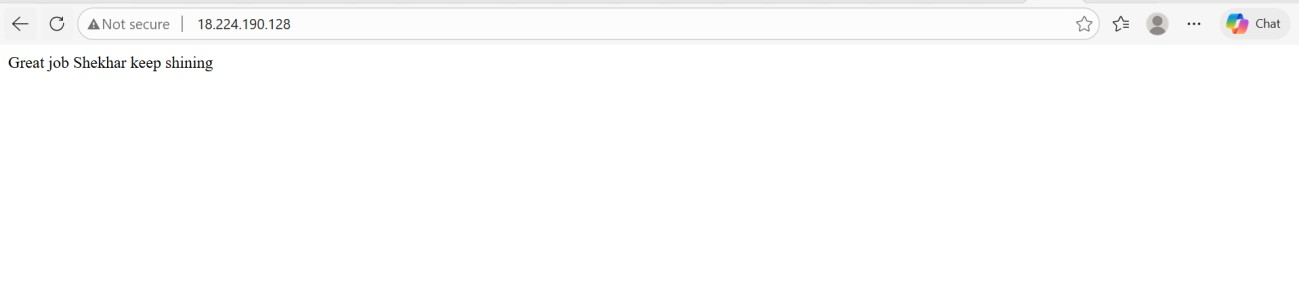 Not secure 18.224.190.128 Chat
Great job Shekhar keep shining